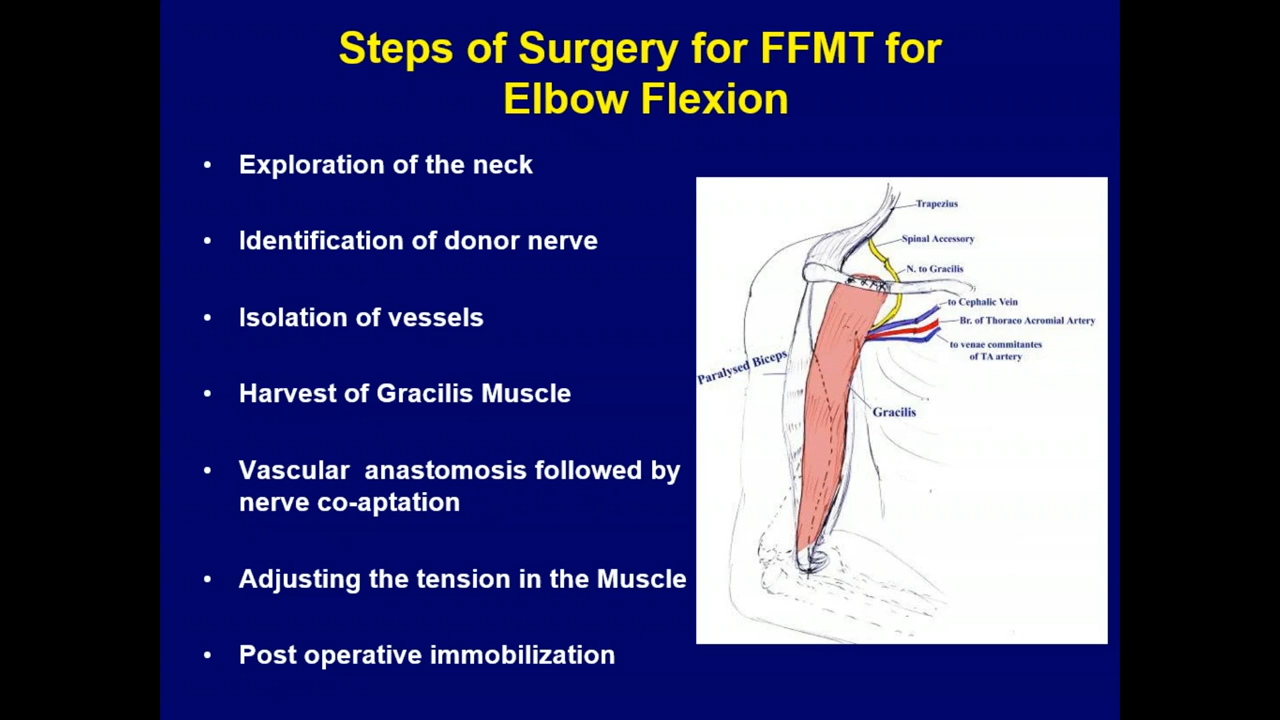 Steps of Surgery for FFMT for
Elbow Flexion
• Exploration of the neck
• Identification of donor nerve
• Isolation of vessels
• Harvest of Gracilis Muscle
• Vascular anastomosis followed by
nerve co-aptation
• Adjusting the tension in the Muscle
• Post operative immobilization
Trapezius
Spinal Accessory
N. to Gracilis
to Cephalic Vein
Br. of Thoraco Acromial Artery
to venae commitantes
of TA artery
Paralysed Biceps
Gracilis